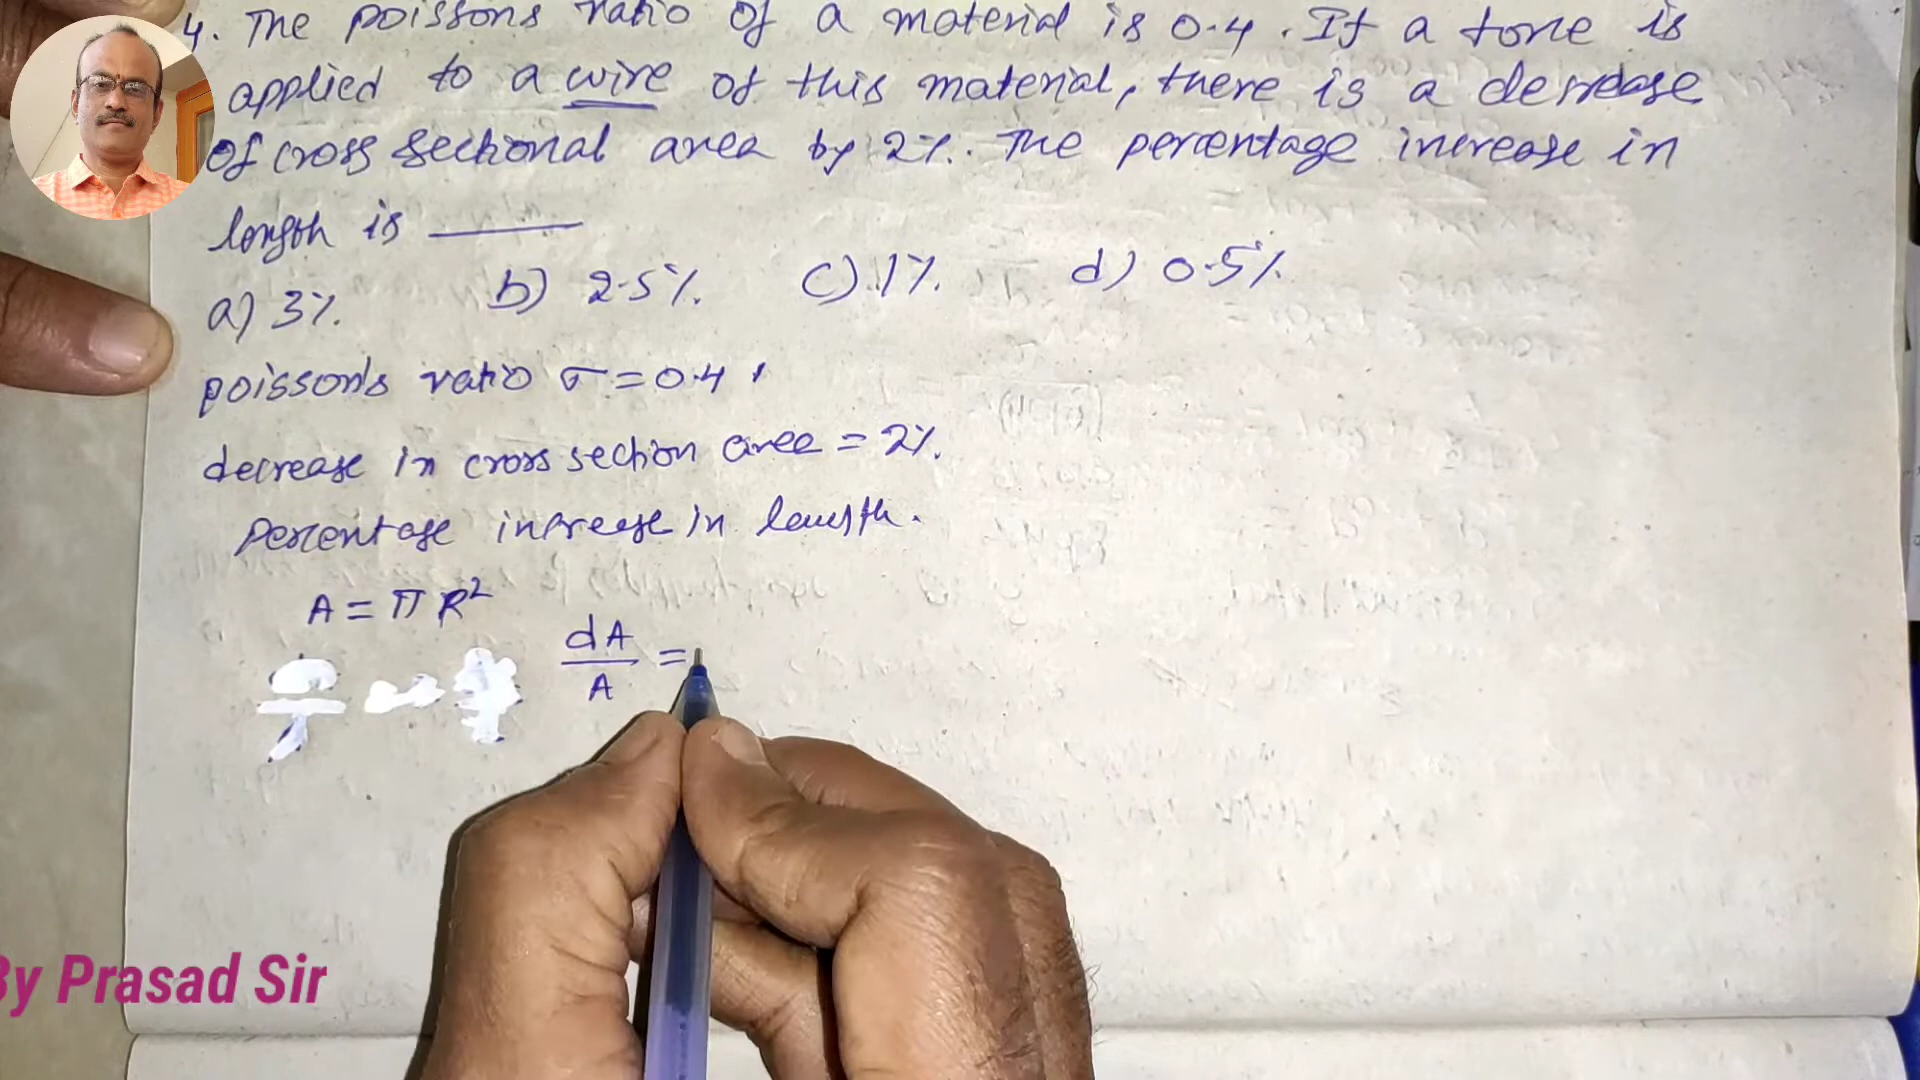 4. The poissons ratio of a material is 0.4. If a force is
applied to a wire of this material, there is a decrease
of cross sectional area by 2%. The percentage increase in
length is ______
a) 3%. b) 2.5%. c) 1%. d) 0.5%.
poisson's ratio σ = 0.4
decrease in cross section area = 2%.
Percentage increase in length.
A = π R²
dA/A =
By Prasad Sir